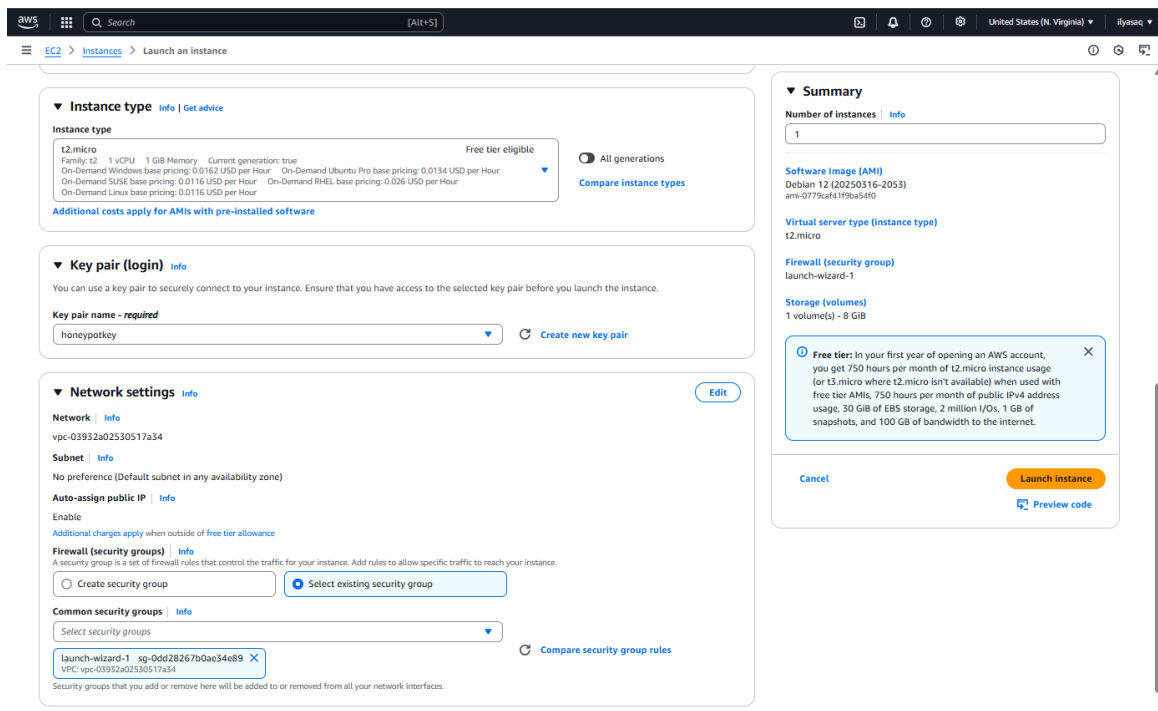 aws
Search
[Alt+S]
United States (N. Virginia)
ilyasaq
EC2 > Instances > Launch an instance
Instance type Info | Get advice
Instance type
t2.micro Free tier eligible
Family: t2 1 vCPU 1 GiB Memory Current generation: true
On-Demand Windows base pricing: 0.0162 USD per Hour On-Demand Ubuntu Pro base pricing: 0.0134 USD per Hour
On-Demand SUSE base pricing: 0.0116 USD per Hour On-Demand RHEL base pricing: 0.026 USD per Hour
On-Demand Linux base pricing: 0.0116 USD per Hour
All generations
Compare instance types
Additional costs apply for AMIs with pre-installed software
Key pair (login) Info
You can use a key pair to securely connect to your instance. Ensure that you have access to the selected key pair before you launch the instance.
Key pair name - required
honeypotkey
Create new key pair
Network settings Info
Edit
Network Info
vpc-03932a02530517a34
Subnet Info
No preference (Default subnet in any availability zone)
Auto-assign public IP Info
Enable
Additional charges apply when outside of free tier allowance
Firewall (security groups) Info
A security group is a set of firewall rules that control the traffic for your instance. Add rules to allow specific traffic to reach your instance.
Create security group
Select existing security group
Common security groups Info
Select security groups
Compare security group rules
launch-wizard-1 sg-0dd28267b0ae34e89
VPC: vpc-03932a02530517a34
Security groups that you add or remove here will be added to or removed from all your network interfaces.
Summary
Number of instances Info
1
Software Image (AMI)
Debian 12 (20250316-2053)
ami-0779caf41f9ba54f0
Virtual server type (instance type)
t2.micro
Firewall (security group)
launch-wizard-1
Storage (volumes)
1 volume(s) - 8 GiB
Free tier: In your first year of opening an AWS account,
you get 750 hours per month of t2.micro instance usage
(or t3.micro where t2.micro isn't available) when used with
free tier AMIs, 750 hours per month of public IPv4 address
usage, 30 GiB of EBS storage, 2 million I/Os, 1 GB of
snapshots, and 100 GB of bandwidth to the internet.
Cancel
Launch instance
Preview code